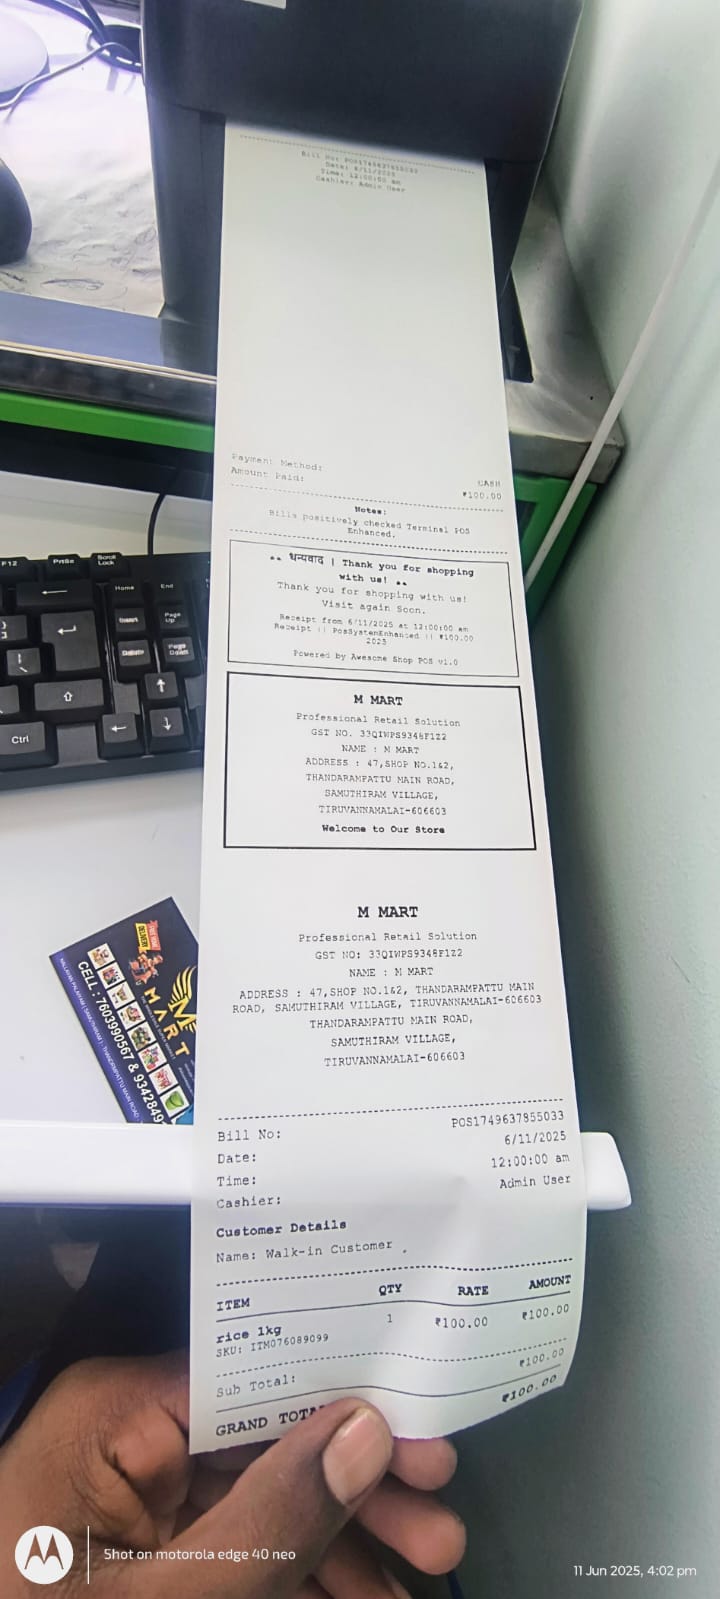 Bill No: POS1749637855033
Date: 6/11/2025
Time: 12:00:00 am
Cashier: Admin User
Payment Method:
CASH
Amount Paid:
₹100.00
Notes:
Bills positively checked Terminal POS
Enhanced.
•• धन्यवाद | Thank you for shopping
with us! ••
Thank you for shopping with us!
Visit again Soon.
Receipt from 6/11/2025 at 12:00:00 am
Receipt || PosSystenEnhanced || ₹100.00
2025
Powered by Awesome Shop POS v1.0
M MART
Professional Retail Solution
GST NO. 33QIWPS9348F1Z2
NAME : M MART
ADDRESS : 47,SHOP NO.1&2,
THANDARAMPATTU MAIN ROAD,
SAMUTHIRAM VILLAGE,
TIRUVANNAMALAI-606603
Welcome to Our Store
M MART
Professional Retail Solution
GST NO: 33QIWPS9348F1Z2
NAME : M MART
ADDRESS : 47,SHOP NO.1&2, THANDARAMPATTU MAIN
ROAD, SAMUTHIRAM VILLAGE, TIRUVANNAMALAI-606603
THANDARAMPATTU MAIN ROAD,
SAMUTHIRAM VILLAGE,
TIRUVANNAMALAI-606603
Bill No: POS1749637855033
Date: 6/11/2025
Time: 12:00:00 am
Cashier: Admin User
Customer Details
Name: Walk-in Customer
ITEM QTY RATE AMOUNT
rice 1kg 1 ₹100.00 ₹100.00
SKU: ITM076089099
Sub Total: ₹100.00
GRAND TOTA ₹100.00
F12 PrtSc Scroll Lock
Home End
Insert Page Up
Delete Page Down
Ctrl
FREE HOME DELIVERY
M MART
CELL : 7603990567 & 9342849
Shot on motorola edge 40 neo
11 Jun 2025, 4:02 pm